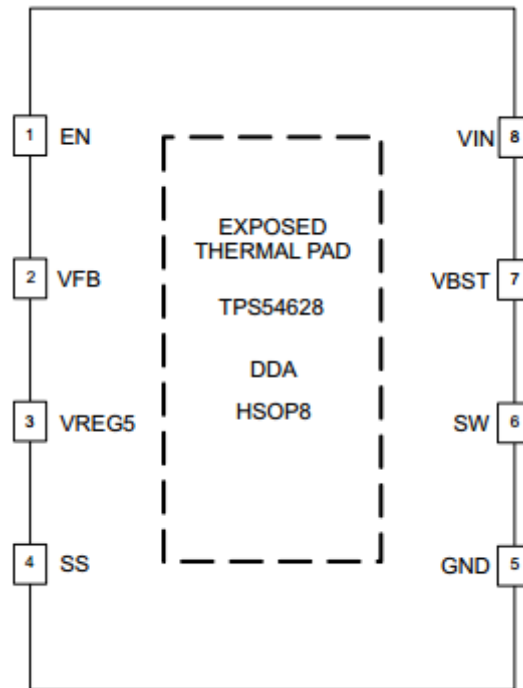 1 EN
VIN 8
EXPOSED
THERMAL PAD
2 VFB
VBST 7
TPS54628
DDA
HSOP8
3 VREG5
SW 6
4 SS
GND 5